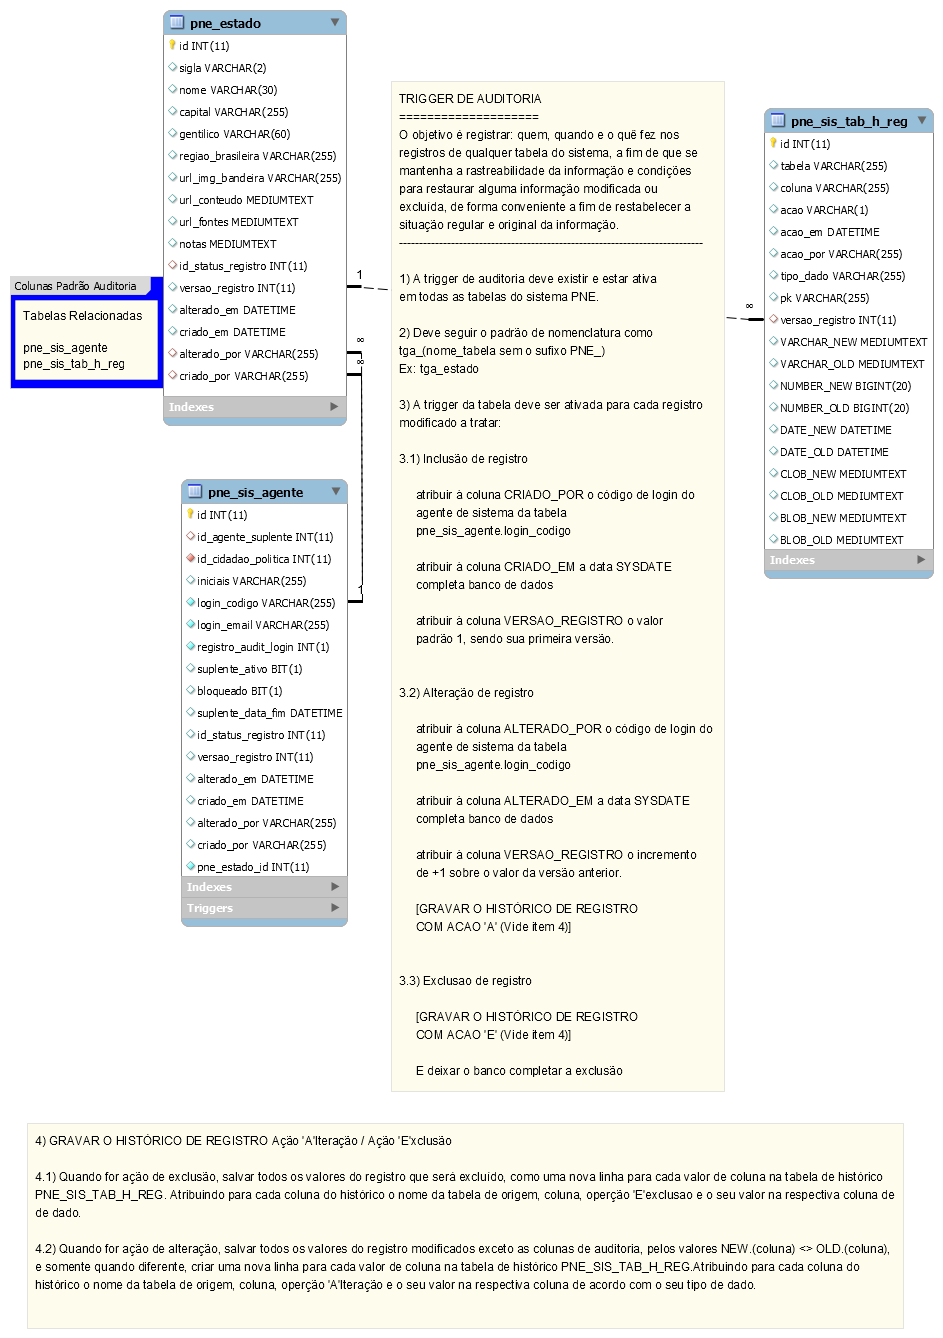 pne_estado
id INT(11)
sigla VARCHAR(2)
nome VARCHAR(30)
capital VARCHAR(255)
gentilico VARCHAR(60)
regiao_brasileira VARCHAR(255)
url_img_bandeira VARCHAR(255)
url_conteudo MEDIUMTEXT
url_fontes MEDIUMTEXT
notas MEDIUMTEXT
id_status_registro INT(11)
versao_registro INT(11)
alterado_em DATETIME
criado_em DATETIME
alterado_por VARCHAR(255)
criado_por VARCHAR(255)
Indexes
Colunas Padrão Auditoria
Tabelas Relacionadas
pne_sis_agente
pne_sis_tab_h_reg
1
∞
∞
1
∞
pne_sis_agente
id INT(11)
id_agente_suplente INT(11)
id_cidadao_politica INT(11)
iniciais VARCHAR(255)
login_codigo VARCHAR(255)
login_email VARCHAR(255)
registro_audit_login INT(1)
suplente_ativo BIT(1)
bloqueado BIT(1)
suplente_data_fim DATETIME
id_status_registro INT(11)
versao_registro INT(11)
alterado_em DATETIME
criado_em DATETIME
alterado_por VARCHAR(255)
criado_por VARCHAR(255)
pne_estado_id INT(11)
Indexes
Triggers
TRIGGER DE AUDITORIA
====================
O objetivo é registrar: quem, quando e o quê fez nos
registros de qualquer tabela do sistema, a fim de que se
mantenha a rastreabilidade da informação e condições
para restaurar alguma informação modificada ou
excluída, de forma conveniente a fim de restabelecer a
situação regular e original da informação.
----------------------------------------------------------------------------
1) A trigger de auditoria deve existir e estar ativa
em todas as tabelas do sistema PNE.
2) Deve seguir o padrão de nomenclatura como
tga_(nome_tabela sem o sufixo PNE_)
Ex: tga_estado
3) A trigger da tabela deve ser ativada para cada registro
modificado a tratar:
3.1) Inclusão de registro
atribuir à coluna CRIADO_POR o código de login do
agente de sistema da tabela
pne_sis_agente.login_codigo
atribuir à coluna CRIADO_EM a data SYSDATE
completa banco de dados
atribuir à coluna VERSAO_REGISTRO o valor
padrão 1, sendo sua primeira versão.
3.2) Alteração de registro
atribuir à coluna ALTERADO_POR o código de login do
agente de sistema da tabela
pne_sis_agente.login_codigo
atribuir à coluna ALTERADO_EM a data SYSDATE
completa banco de dados
atribuir à coluna VERSAO_REGISTRO o incremento
de +1 sobre o valor da versão anterior.
[GRAVAR O HISTÓRICO DE REGISTRO
COM ACAO 'A' (Vide item 4)]
3.3) Exclusao de registro
[GRAVAR O HISTÓRICO DE REGISTRO
COM ACAO 'E' (Vide item 4)]
E deixar o banco completar a exclusão
pne_sis_tab_h_reg
id INT(11)
tabela VARCHAR(255)
coluna VARCHAR(255)
acao VARCHAR(1)
acao_em DATETIME
acao_por VARCHAR(255)
tipo_dado VARCHAR(255)
pk VARCHAR(255)
versao_registro INT(11)
VARCHAR_NEW MEDIUMTEXT
VARCHAR_OLD MEDIUMTEXT
NUMBER_NEW BIGINT(20)
NUMBER_OLD BIGINT(20)
DATE_NEW DATETIME
DATE_OLD DATETIME
CLOB_NEW MEDIUMTEXT
CLOB_OLD MEDIUMTEXT
BLOB_NEW MEDIUMTEXT
BLOB_OLD MEDIUMTEXT
Indexes
4) GRAVAR O HISTÓRICO DE REGISTRO Ação 'A'lteração / Ação 'E'xclusão
4.1) Quando for ação de exclusão, salvar todos os valores do registro que será excluído, como uma nova linha para cada valor de coluna na tabela de histórico
PNE_SIS_TAB_H_REG. Atribuindo para cada coluna do histórico o nome da tabela de origem, coluna, operção 'E'exclusao e o seu valor na respectiva coluna de
de dado.
4.2) Quando for ação de alteração, salvar todos os valores do registro modificados exceto as colunas de auditoria, pelos valores NEW.(coluna) <> OLD.(coluna),
e somente quando diferente, criar uma nova linha para cada valor de coluna na tabela de histórico PNE_SIS_TAB_H_REG.Atribuindo para cada coluna do
histórico o nome da tabela de origem, coluna, operção 'A'lteração e o seu valor na respectiva coluna de acordo com o seu tipo de dado.